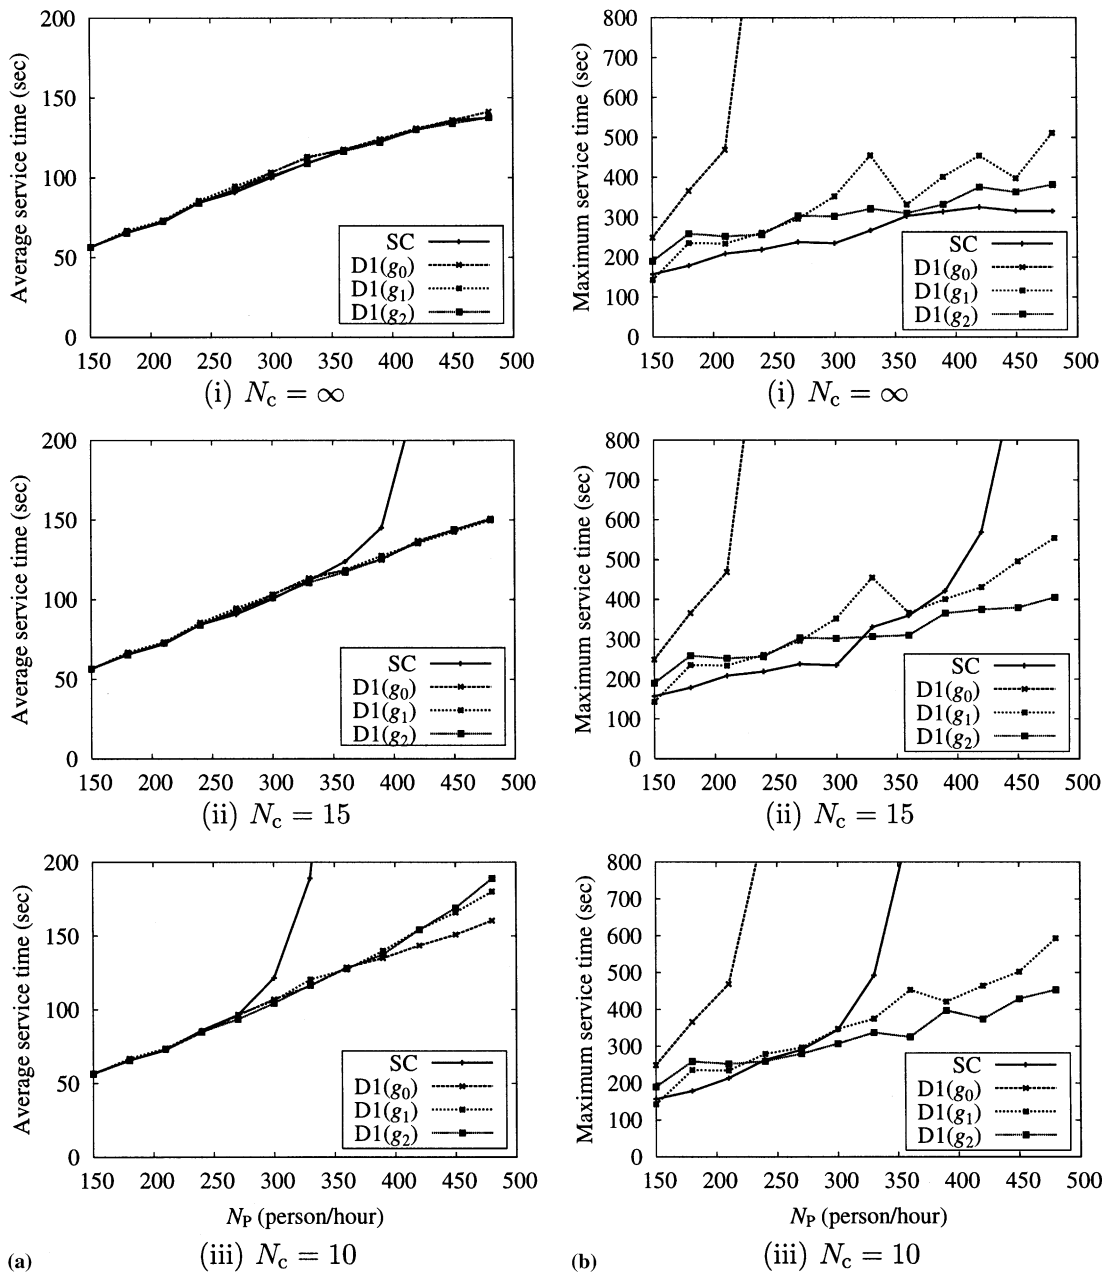 Average service time (sec)
200
150
100
50
0
SC
D1(g₀)
D1(g₁)
D1(g₂)
150 200 250 300 350 400 450 500
(i) N_c = ∞
Maximum service time (sec)
800
700
600
500
400
300
200
100
0
SC
D1(g₀)
D1(g₁)
D1(g₂)
150 200 250 300 350 400 450 500
(i) N_c = ∞
Average service time (sec)
200
150
100
50
0
SC
D1(g₀)
D1(g₁)
D1(g₂)
150 200 250 300 350 400 450 500
(ii) N_c = 15
Maximum service time (sec)
800
700
600
500
400
300
200
100
0
SC
D1(g₀)
D1(g₁)
D1(g₂)
150 200 250 300 350 400 450 500
(ii) N_c = 15
Average service time (sec)
200
150
100
50
0
SC
D1(g₀)
D1(g₁)
D1(g₂)
150 200 250 300 350 400 450 500
N_P (person/hour)
(a) (iii) N_c = 10
Maximum service time (sec)
800
700
600
500
400
300
200
100
0
SC
D1(g₀)
D1(g₁)
D1(g₂)
150 200 250 300 350 400 450 500
N_P (person/hour)
(b) (iii) N_c = 10